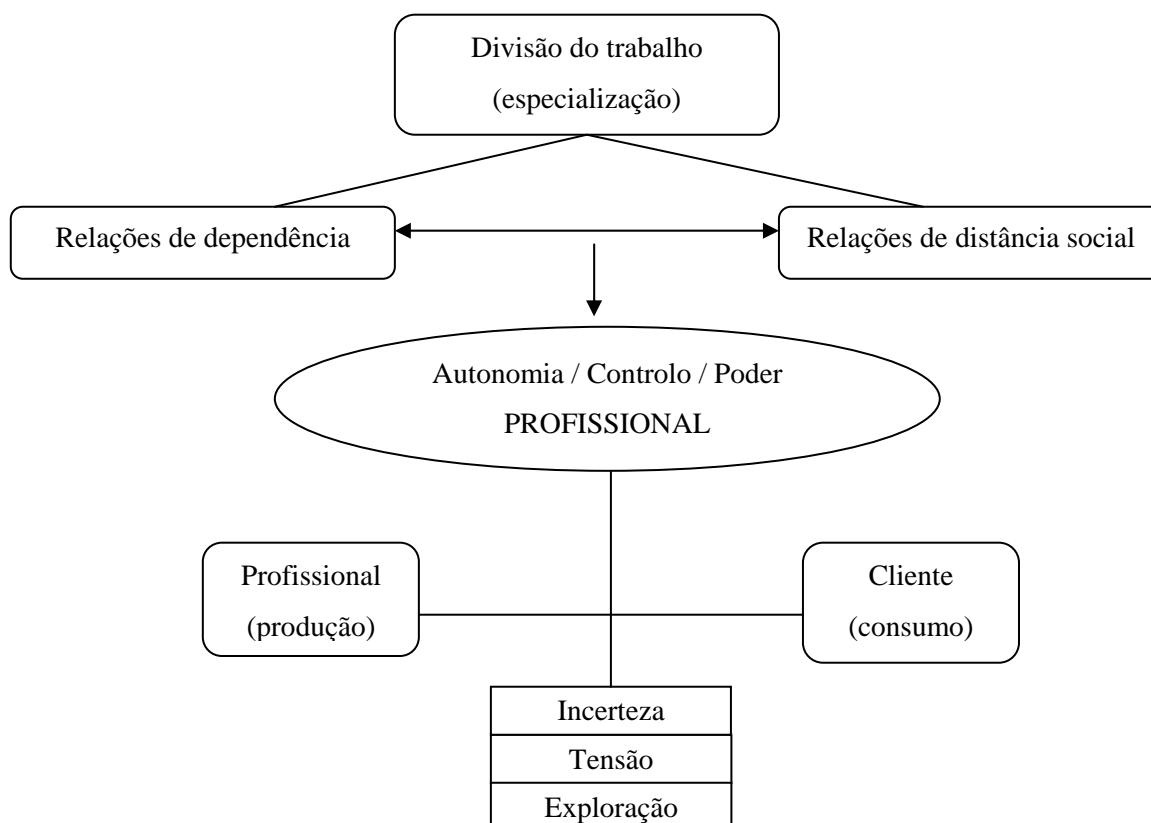 Divisão do trabalho
(especialização)
Relações de dependência
Relações de distância social
Autonomia / Controlo / Poder
PROFISSIONAL
Profissional
(produção)
Cliente
(consumo)
Incerteza
Tensão
Exploração